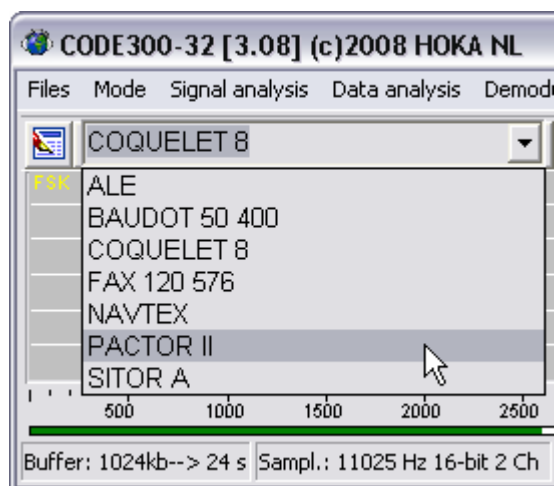 CODE300-32 [3.08] (c)2008 HOKA NL
Files Mode Signal analysis Data analysis Demodu
COQUELET 8
FSK
ALE
BAUDOT 50 400
COQUELET 8
FAX 120 576
NAVTEX
PACTOR II
SITOR A
500 1000 1500 2000 2500
Buffer: 1024kb--> 24 s Sampl.: 11025 Hz 16-bit 2 Ch